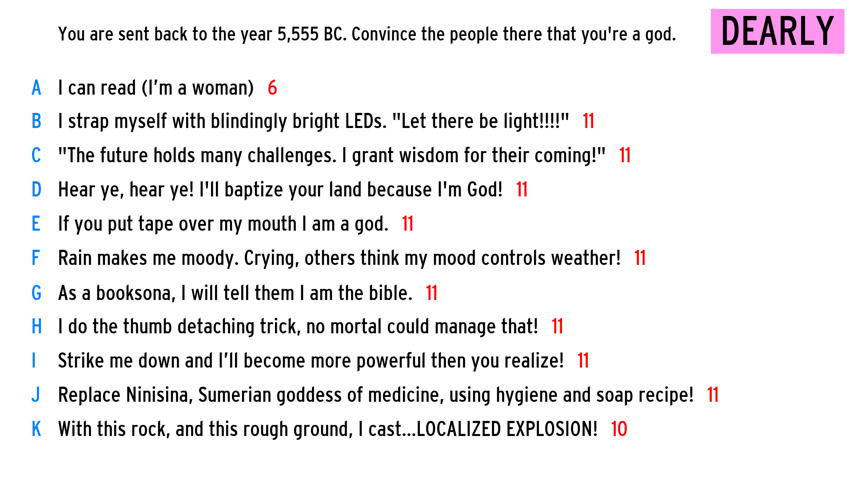 You are sent back to the year 5,555 BC. Convince the people there that you're a god.
DEARLY
A I can read (I'm a woman) 6
B I strap myself with blindingly bright LEDs. "Let there be light!!!!" 11
C "The future holds many challenges. I grant wisdom for their coming!" 11
D Hear ye, hear ye! I'll baptize your land because I'm God! 11
E If you put tape over my mouth I am a god. 11
F Rain makes me moody. Crying, others think my mood controls weather! 11
G As a booksona, I will tell them I am the bible. 11
H I do the thumb detaching trick, no mortal could manage that! 11
I Strike me down and I'll become more powerful then you realize! 11
J Replace Ninisina, Sumerian goddess of medicine, using hygiene and soap recipe! 11
K With this rock, and this rough ground, I cast...LOCALIZED EXPLOSION! 10